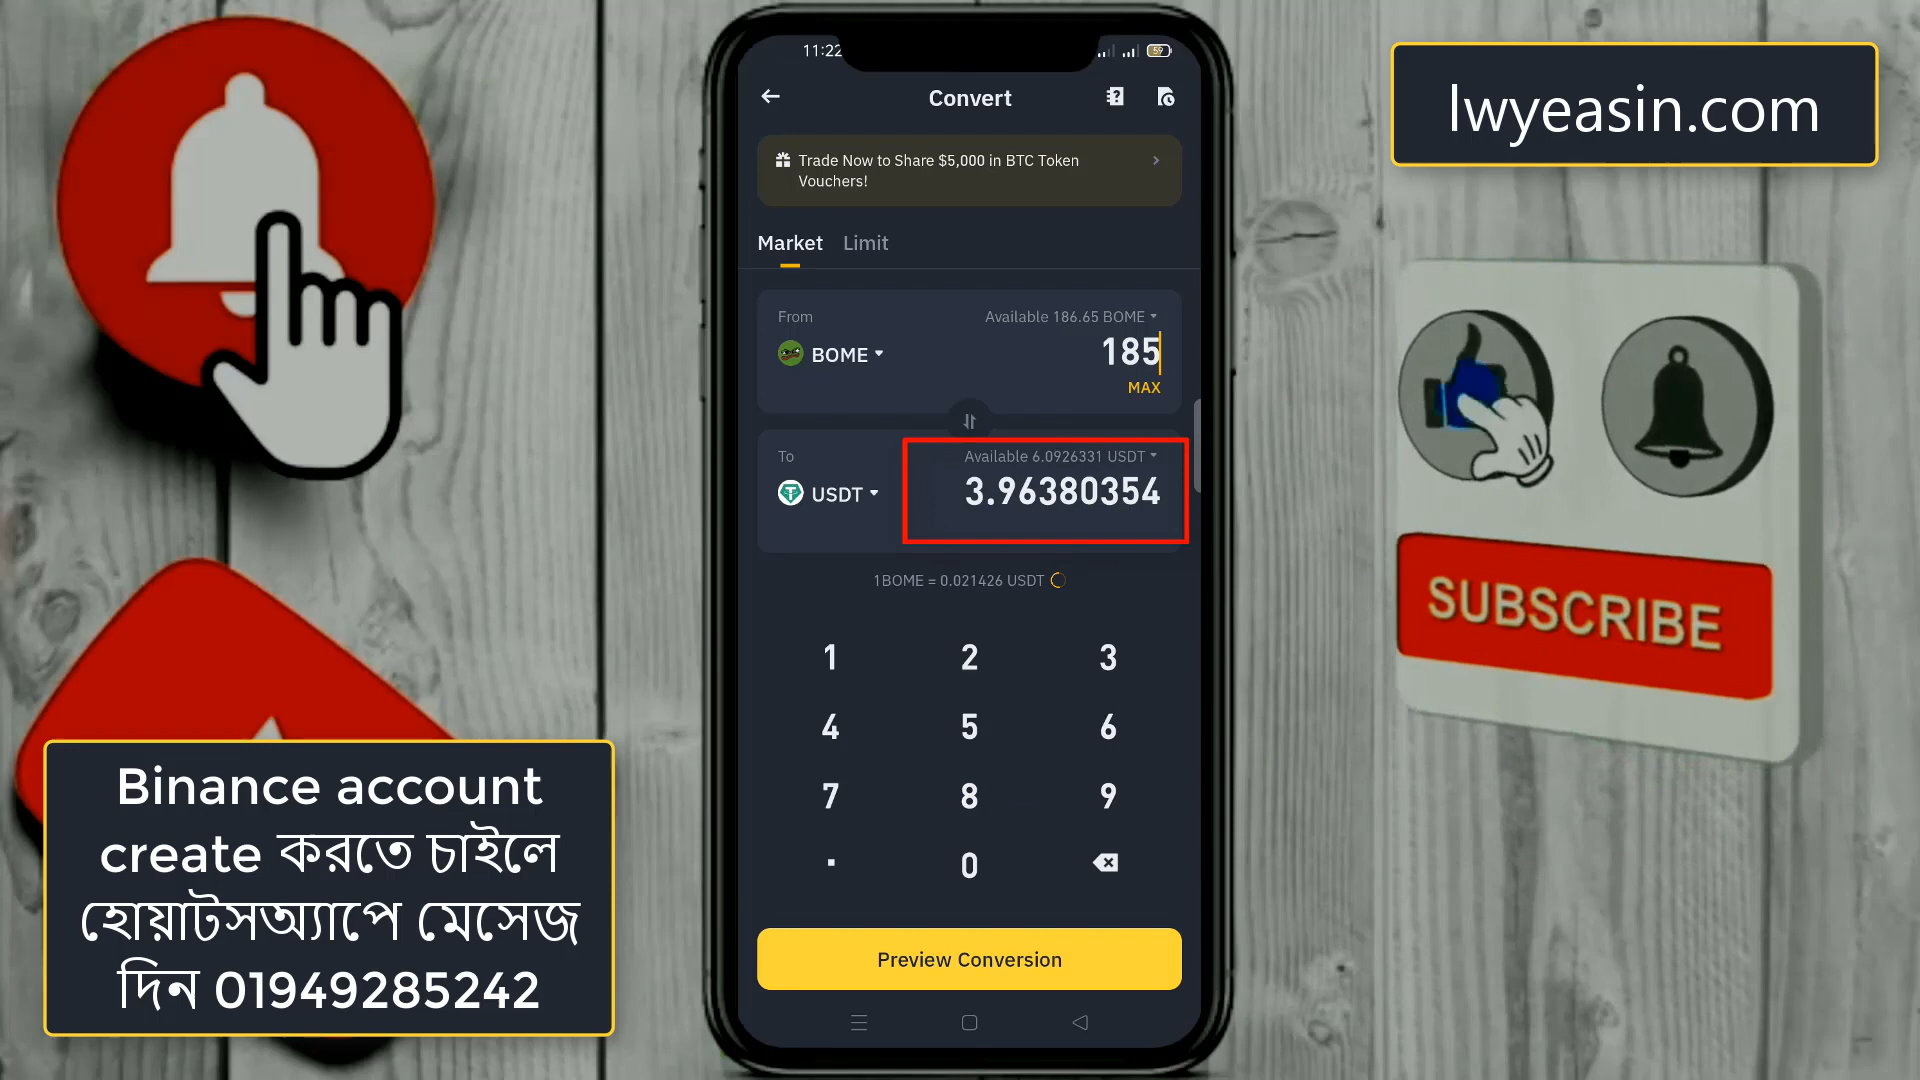 11:22
59
Convert
Trade Now to Share $5,000 in BTC Token
Vouchers!
Market Limit
From Available 186.65 BOME
BOME 185
MAX
To Available 6.0926331 USDT
USDT 3.96380354
1BOME = 0.021426 USDT
1 2 3
4 5 6
7 8 9
. 0
Preview Conversion
lwyeasin.com
SUBSCRIBE
Binance account
create করতে চাইলে
হোয়াটসঅ্যাপে মেসেজ
দিন 01949285242